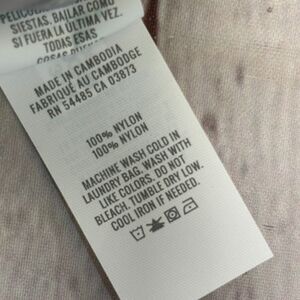 SIESTAS, BAILAR COMO
SI FUERA LA ÚLTIMA VEZ.
TODAS ESAS
MADE IN CAMBODIA
FABRIQUÉ AU CAMBODGE
RN 54485 CA 03873
100% NYLON
100% NYLON
MACHINE WASH COLD IN
LAUNDRY BAG, WASH WITH
LIKE COLORS. DO NOT
BLEACH. TUMBLE DRY LOW.
COOL IRON IF NEEDED.